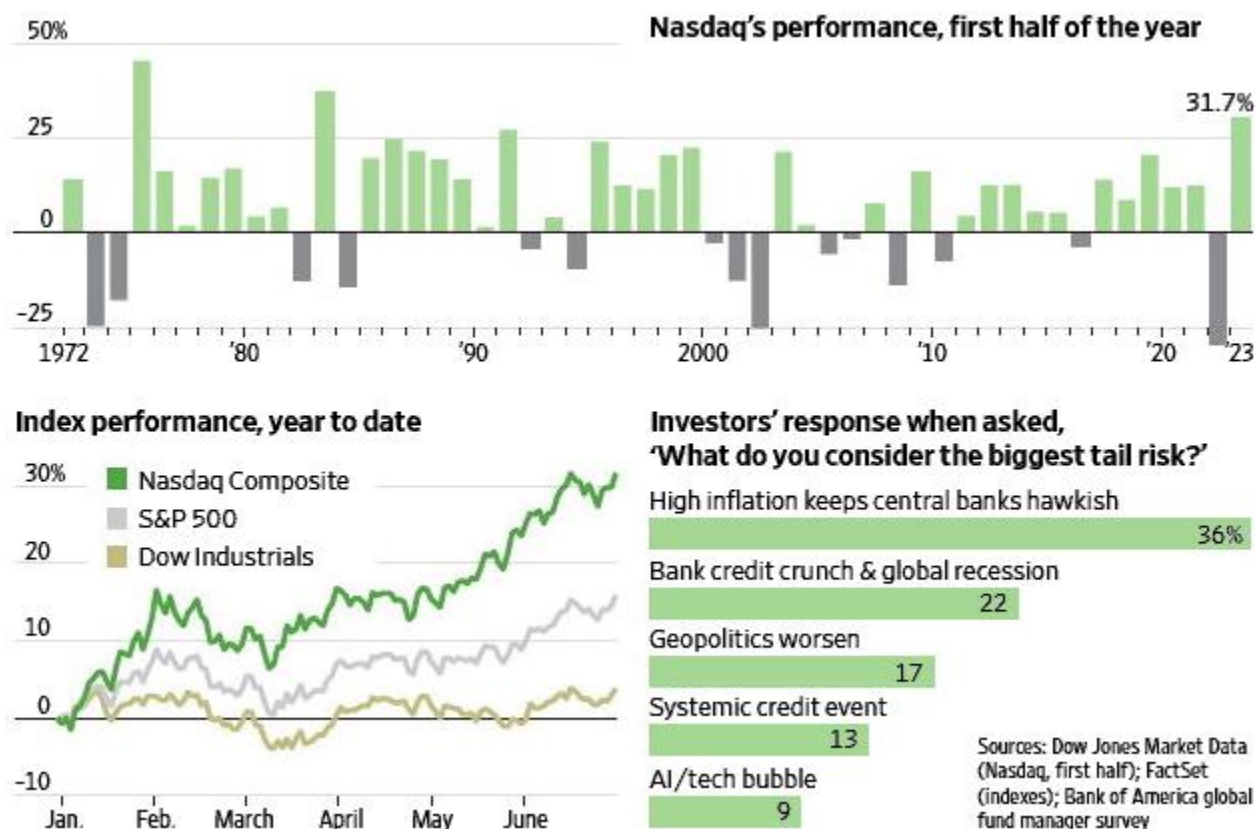 Nasdaq's performance, first half of the year
50%
25
0
-25
31.7%
1972 '80 '90 2000 '10 '20 '23
Index performance, year to date
30%
20
10
0
-10
Nasdaq Composite
S&P 500
Dow Industrials
Jan. Feb. March April May June
Investors' response when asked,
'What do you consider the biggest tail risk?'
High inflation keeps central banks hawkish
36%
Bank credit crunch & global recession
22
Geopolitics worsen
17
Systemic credit event
13
AI/tech bubble
9
Sources: Dow Jones Market Data
(Nasdaq, first half); FactSet
(indexes); Bank of America global
fund manager survey